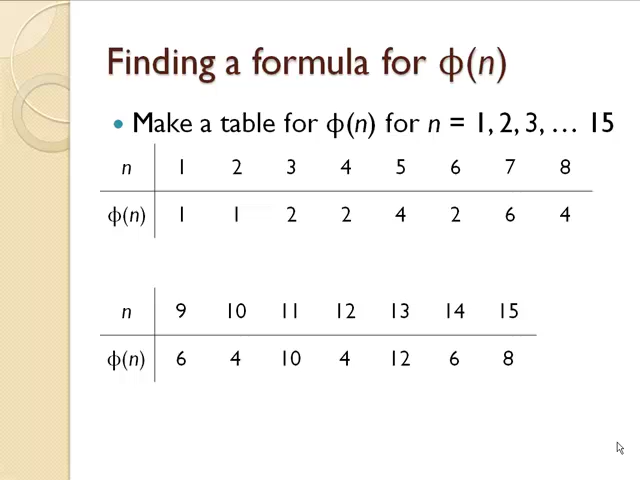 Finding a formula for ϕ(n)
• Make a table for ϕ(n) for n = 1, 2, 3, … 15
n 1 2 3 4 5 6 7 8
ϕ(n) 1 1 2 2 4 2 6 4
n 9 10 11 12 13 14 15
ϕ(n) 6 4 10 4 12 6 8